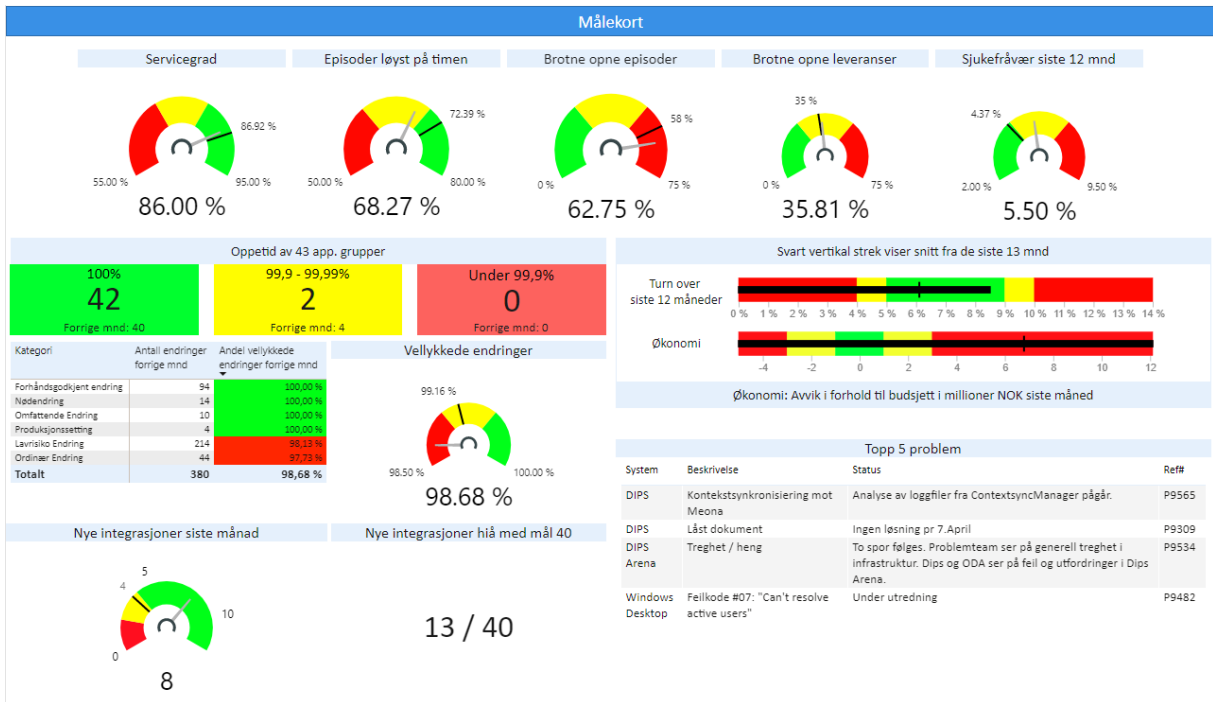 Målekort
Servicegrad
86.92 %
55.00 %
95.00 %
86.00 %
Episoder løyst på timen
72.39 %
50.00 %
80.00 %
68.27 %
Brotne opne episoder
58 %
0 %
75 %
62.75 %
Brotne opne leveranser
35 %
0 %
75 %
35.81 %
Sjukefråvær siste 12 mnd
4.37 %
2.00 %
9.50 %
5.50 %
Oppetid av 43 app. grupper
100%
42
Forrige mnd: 40
99,9 - 99,99%
2
Forrige mnd: 4
Under 99,9%
0
Forrige mnd: 0
Svart vertikal strek viser snitt fra de siste 13 mnd
Turn over
siste 12 måneder
0 % 1 % 2 % 3 % 4 % 5 % 6 % 7 % 8 % 9 % 10 % 11 % 12 % 13 % 14 %
Økonomi
-4 -2 0 2 4 6 8 10 12
Økonomi: Avvik i forhold til budsjett i millioner NOK siste måned
Kategori Antall endringer Andel vellykkede
forrige mnd endringer forrige mnd
Forhåndsgodkjent endring 94 100,00 %
Nødendring 14 100,00 %
Omfattende Endring 10 100,00 %
Produksjonssetting 4 100,00 %
Lavrisiko Endring 214 98,13 %
Ordinær Endring 44 97,73 %
Totalt 380 98,68 %
Vellykkede endringer
99.16 %
98.50 %
100.00 %
98.68 %
Topp 5 problem
System Beskrivelse Status Ref#
DIPS Kontekstsynkronisiering mot Analyse av loggfiler fra ContextsyncManager pågår. P9565
Meona
DIPS Låst dokument Ingen løsning pr 7.April P9309
DIPS Treghet / heng To spor følges. Problemteam ser på generell treghet i P9534
Arena infrastruktur. Dips og ODA ser på feil og utfordringer i Dips
Arena.
Windows Feilkode #07: "Can't resolve Under utredning P9482
Desktop active users"
Nye integrasjoner siste månad
5
4
10
0
8
Nye integrasjoner hiå med mål 40
13 / 40